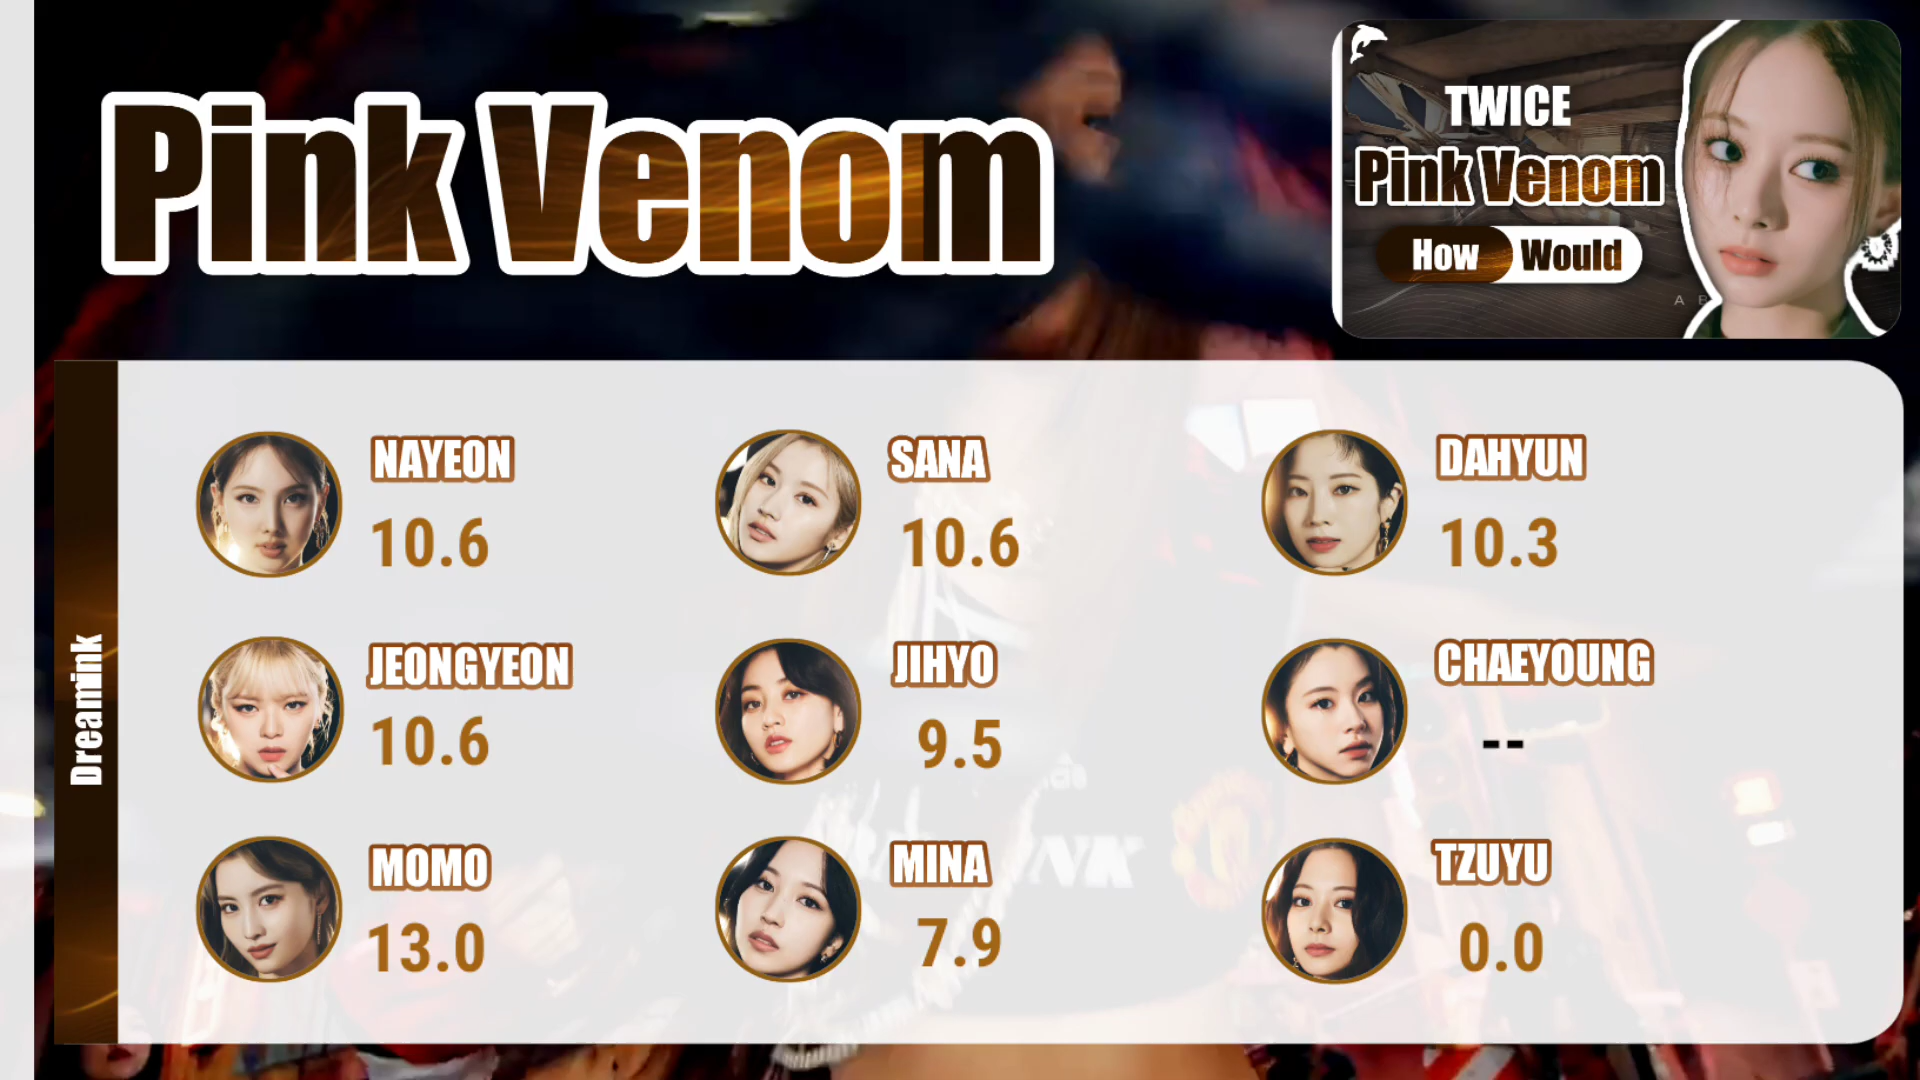 Pink Venom
TWICE
Pink Venom
How Would
A B
Dreamink
NAYEON
10.6
SANA
10.6
DAHYUN
10.3
JEONGYEON
10.6
JIHYO
9.5
CHAEYOUNG
--
MOMO
13.0
MINA
7.9
TZUYU
0.0